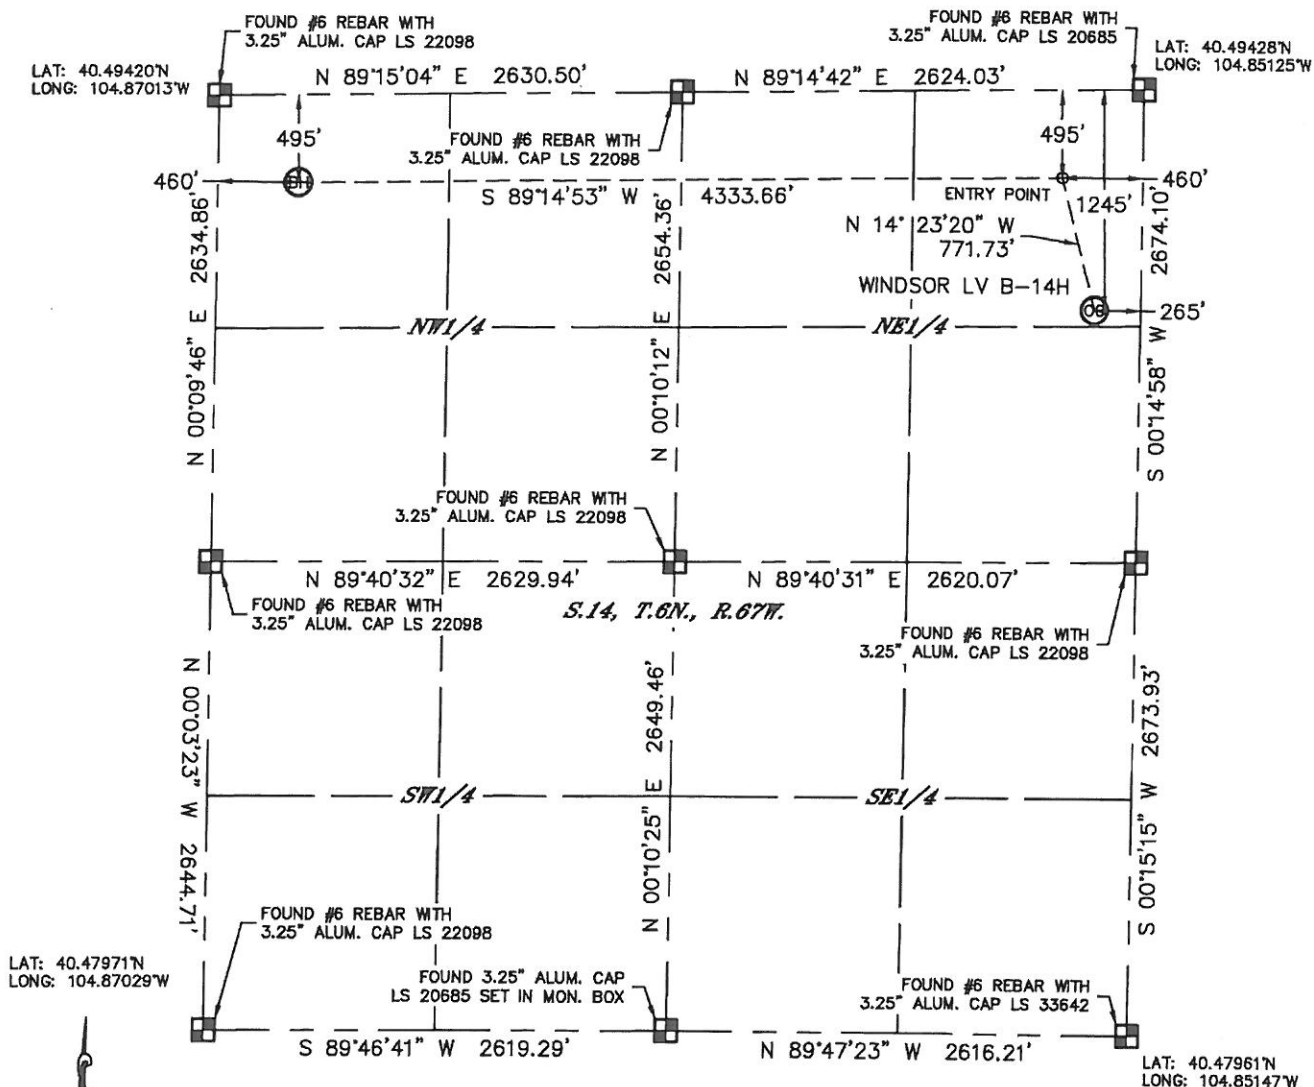 FOUND #6 REBAR WITH
3.25" ALUM. CAP LS 22098
FOUND #6 REBAR WITH
3.25" ALUM. CAP LS 20685
LAT: 40.49420°N
LONG: 104.87013°W
N 89°15'04" E 2630.50'
N 89°14'42" E 2624.03'
LAT: 40.49428°N
LONG: 104.85125°W
495'
FOUND #6 REBAR WITH
3.25" ALUM. CAP LS 22098
495'
460'
BH
S 89°14'53" W 4333.66'
ENTRY POINT
460'
1245'
N 14° 23'20" W
771.73'
WINDSOR LV B-14H
OB
265'
NW1/4
NE1/4
N 00°09'46" E 2634.86'
N 00°10'12" E 2654.36'
S 00°14'58" W 2674.10'
FOUND #6 REBAR WITH
3.25" ALUM. CAP LS 22098
N 89°40'32" E 2629.94'
N 89°40'31" E 2620.07'
FOUND #6 REBAR WITH
3.25" ALUM. CAP LS 22098
S.14, T.6N., R.67W.
FOUND #6 REBAR WITH
3.25" ALUM. CAP LS 22098
N 00°03'23" W 2644.71'
N 00°10'25" E 2649.46'
S 00°15'15" W 2673.93'
SW1/4
SE1/4
FOUND #6 REBAR WITH
3.25" ALUM. CAP LS 22098
LAT: 40.47971°N
LONG: 104.87029°W
FOUND 3.25" ALUM. CAP
LS 20685 SET IN MON. BOX
FOUND #6 REBAR WITH
3.25" ALUM. CAP LS 33642
S 89°46'41" W 2619.29'
N 89°47'23" W 2616.21'
LAT: 40.47961°N
LONG: 104.85147°W